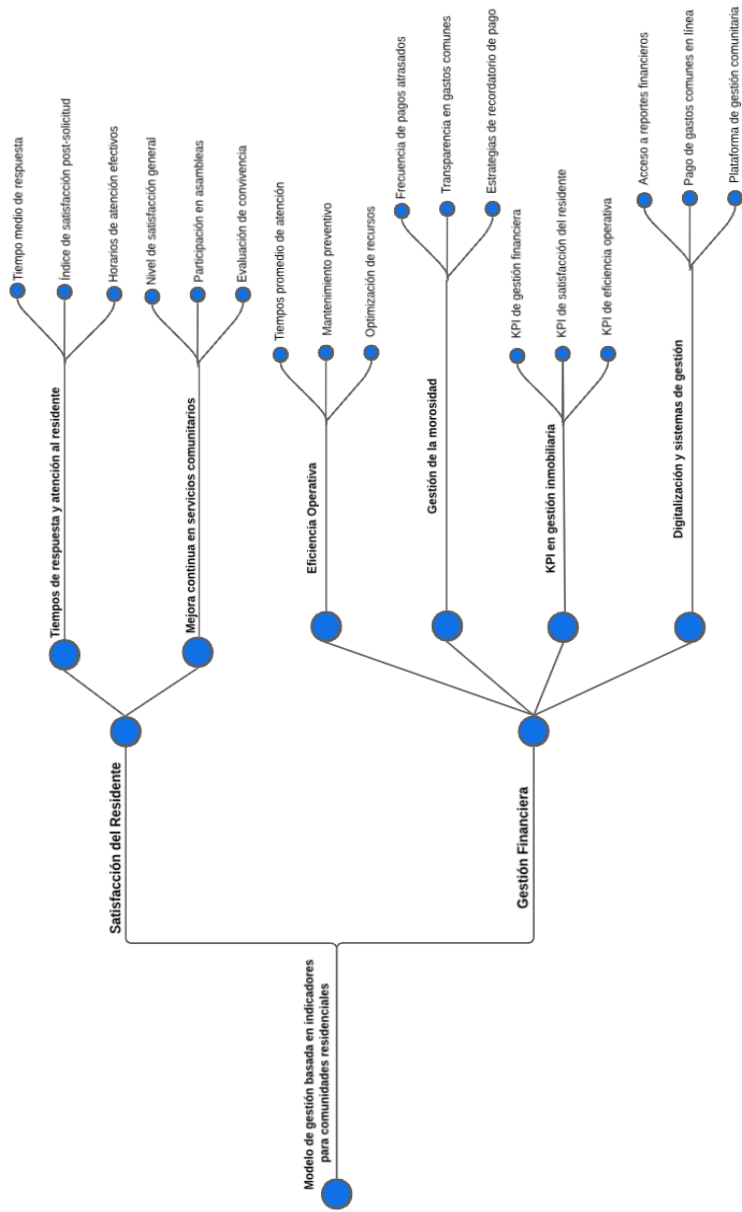 Modelo de gestión basada en indicadores
para comunidades residenciales
Satisfacción del Residente
Tiempos de respuesta y atención al residente
Tiempo medio de respuesta
Índice de satisfacción post-solicitud
Horarios de atención efectivos
Mejora continua en servicios comunitarios
Nivel de satisfacción general
Participación en asambleas
Evaluación de convivencia
Gestión Financiera
Eficiencia Operativa
Tiempos promedio de atención
Mantenimiento preventivo
Optimización de recursos
Gestión de la morosidad
Frecuencia de pagos atrasados
Transparencia en gastos comunes
Estrategias de recordatorio de pago
KPI en gestión inmobiliaria
KPI de gestión financiera
KPI de satisfacción del residente
KPI de eficiencia operativa
Digitalización y sistemas de gestión
Acceso a reportes financieros
Pago de gastos comunes en línea
Plataforma de gestión comunitaria